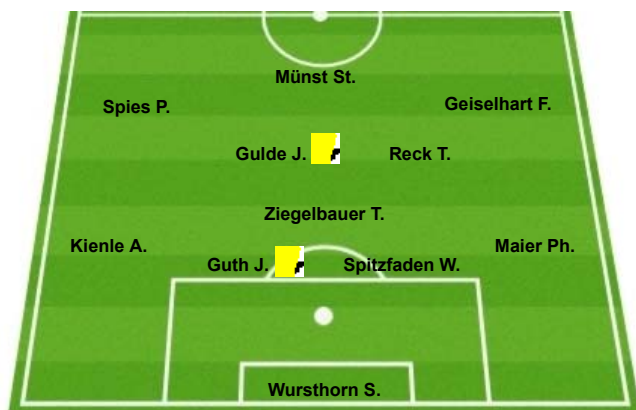 Münst St.
Spies P.
Geiselhart F.
Gulde J.
Reck T.
Ziegelbauer T.
Kienle A.
Maier Ph.
Guth J.
Spitzfaden W.
Wursthorn S.